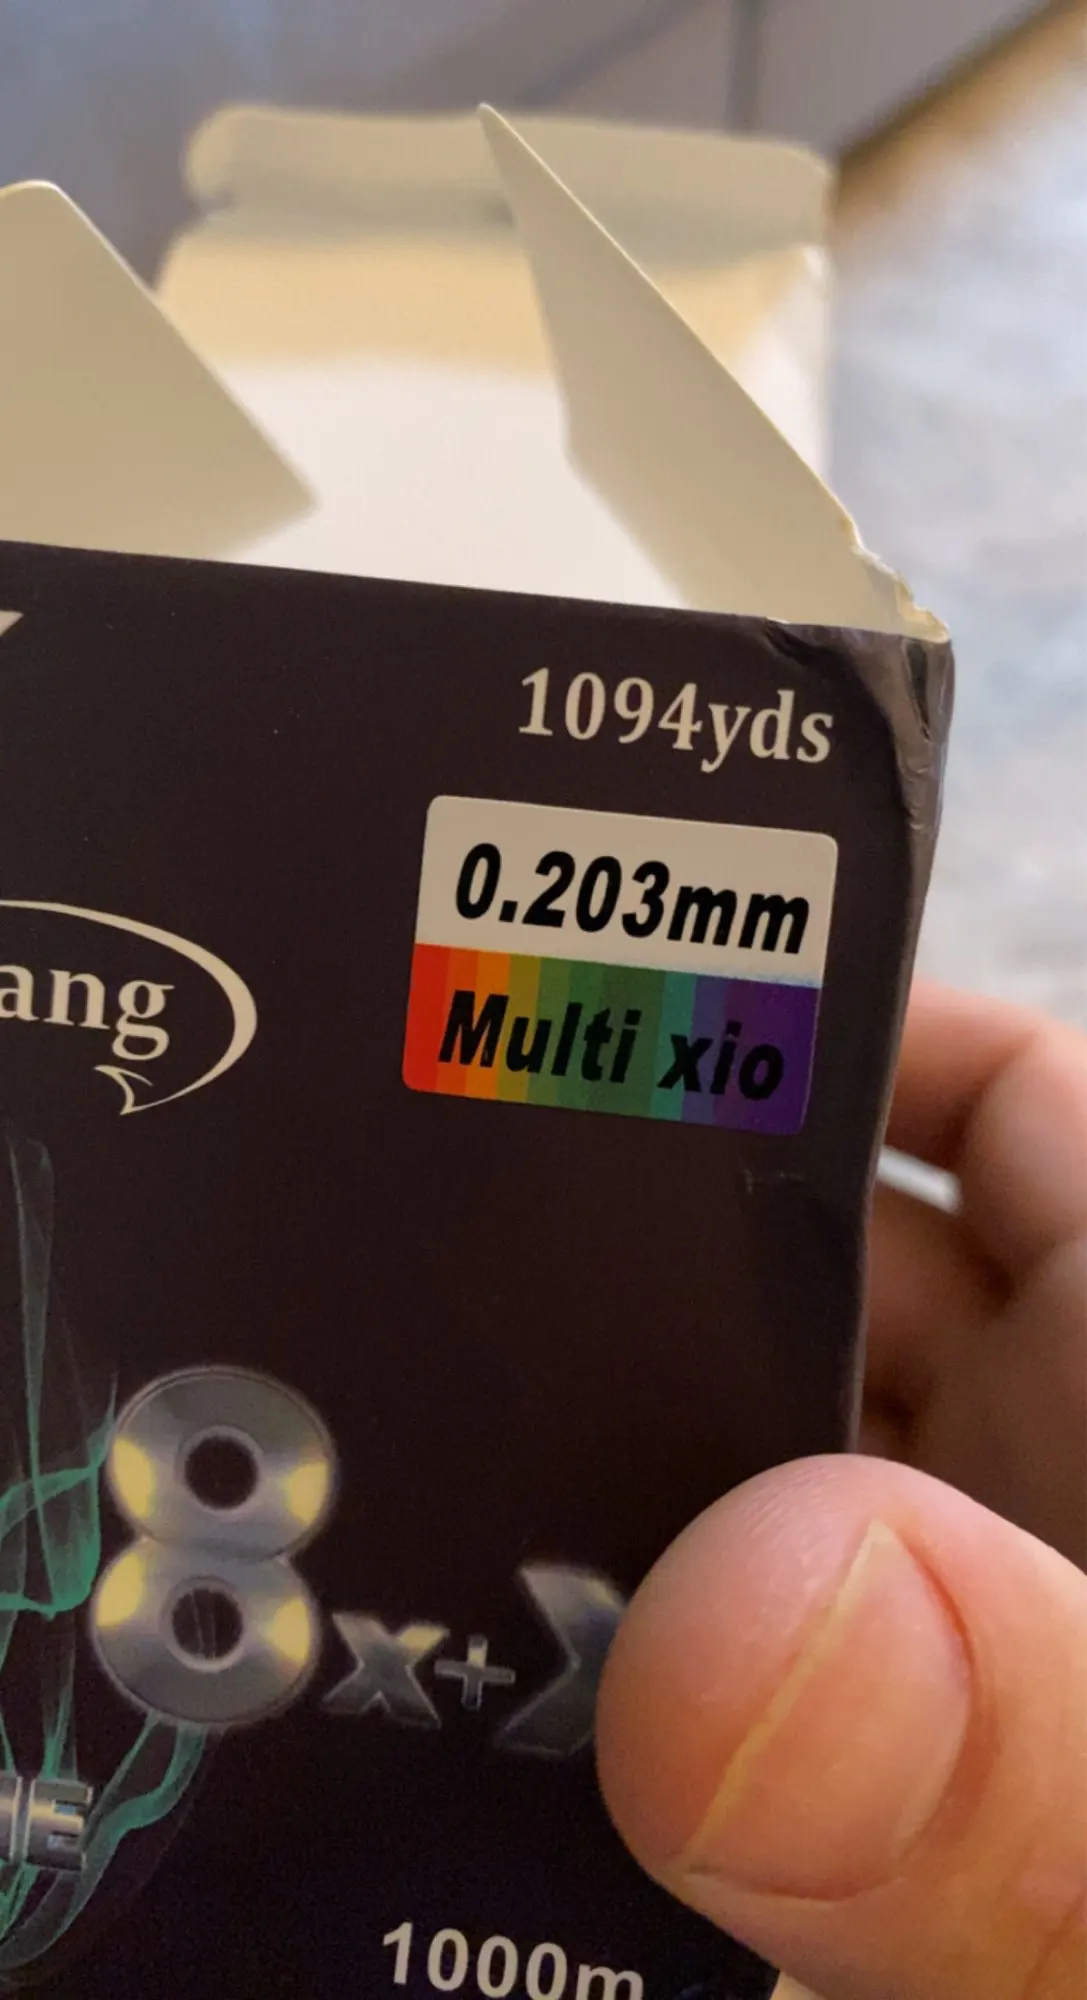 1094yds
0.203mm
Multi xio
ang
8x+
1000m